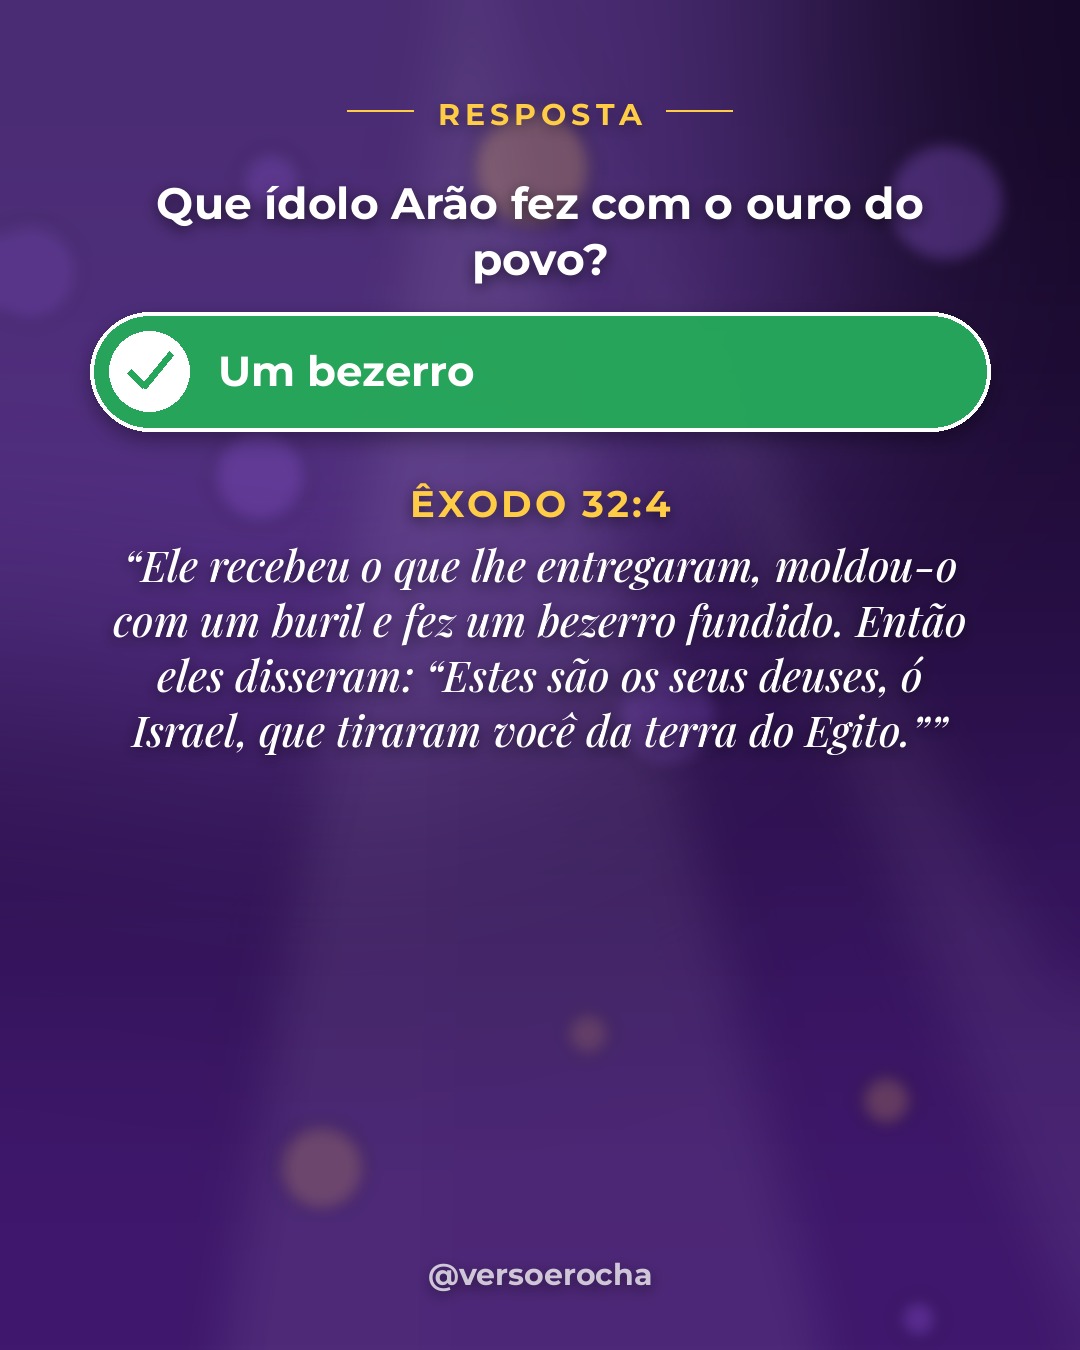 RESPOSTA
Que ídolo Arão fez com o ouro do
povo?
Um bezerro
ÊXODO 32:4
“Ele recebeu o que lhe entregaram, moldou-o
com um buril e fez um bezerro fundido. Então
eles disseram: “Estes são os seus deuses, ó
Israel, que tiraram você da terra do Egito.””
@versoerocha